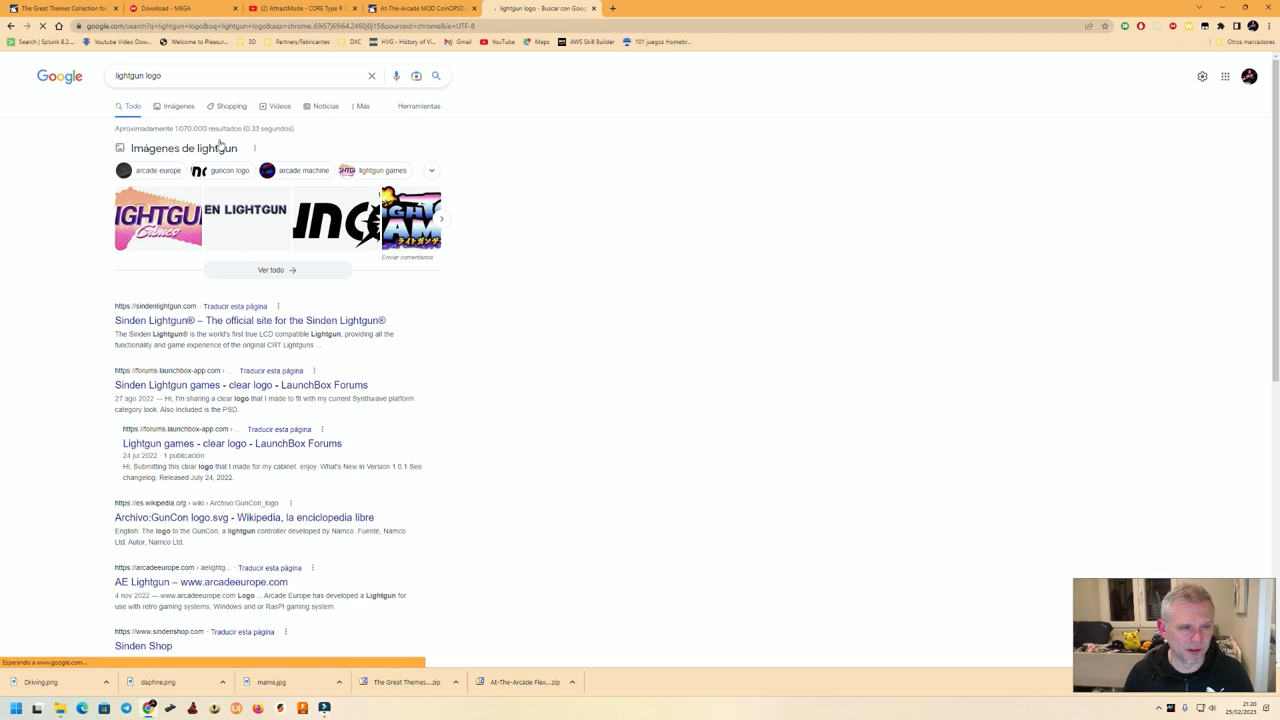 The Great Themes Collection for
Download - MEGA
(2) AttractMode - CORE Type R
At-The-Arcade MOD CoinOPS
lightgun logo - Buscar con Goog
google.com/search?q=lightgun+logo&oq=lightgun+logo&aqs=chrome..69i57j69i64.2460j0j15&sourceid=chrome&ie=UTF-8
Search | Splunk 8.2...
Youtube Video Dow...
Welcome to Pleasur...
3D
Partners/Fabricantes
DXC
HVG - History of Vi...
Gmail
YouTube
Maps
AWS Skill Builder
101 juegos Homebr...
Otros marcadores
Google
lightgun logo
Todo
Imágenes
Shopping
Vídeos
Noticias
Más
Herramientas
Aproximadamente 1.070.000 resultados (0.33 segundos)
Imágenes de lightgun
arcade europe
guncon logo
arcade machine
lightgun games
IGHTGU
Games
EN LIGHTGUN
Enviar comentarios
Ver todo
https://sindenlightgun.com · Traducir esta página
Sinden Lightgun® – The official site for the Sinden Lightgun®
The Sinden Lightgun® is the world's first true LCD compatible Lightgun, providing all the
functionality and game experience of the original CRT Lightguns ...
https://forums.launchbox-app.com › ... · Traducir esta página
Sinden Lightgun games - clear logo - LaunchBox Forums
27 ago 2022 — Hi, I'm sharing a clear logo that I made to fit with my current Synthwave platform
category look. Also Included is the PSD.
https://forums.launchbox-app.com › ... · Traducir esta página
Lightgun games - clear logo - LaunchBox Forums
24 jul 2022 · 1 publicación
Hi, Submitting this clear logo that I made for my cabinet. enjoy. What's New in Version 1.0.1 See
changelog. Released July 24, 2022.
https://es.wikipedia.org › wiki › Archivo:GunCon_logo
Archivo:GunCon logo.svg - Wikipedia, la enciclopedia libre
English: The logo to the GunCon, a lightgun controller developed by Namco. Fuente, Namco
Ltd. Autor, Namco Ltd.
https://arcadeeurope.com › aelightg... · Traducir esta página
AE Lightgun – www.arcadeeurope.com
4 nov 2022 — www.arcadeeurope.com Logo ... Arcade Europe has developed a Lightgun for
use with retro gaming systems, Windows and or RasPI gaming system.
https://www.sindenshop.com · Traducir esta página
Sinden Shop
Esperando a www.google.com...
Driving.png
daphne.png
mame.jpg
The Great Themes....zip
At-The-Arcade Flex....zip
21:20
25/02/2023